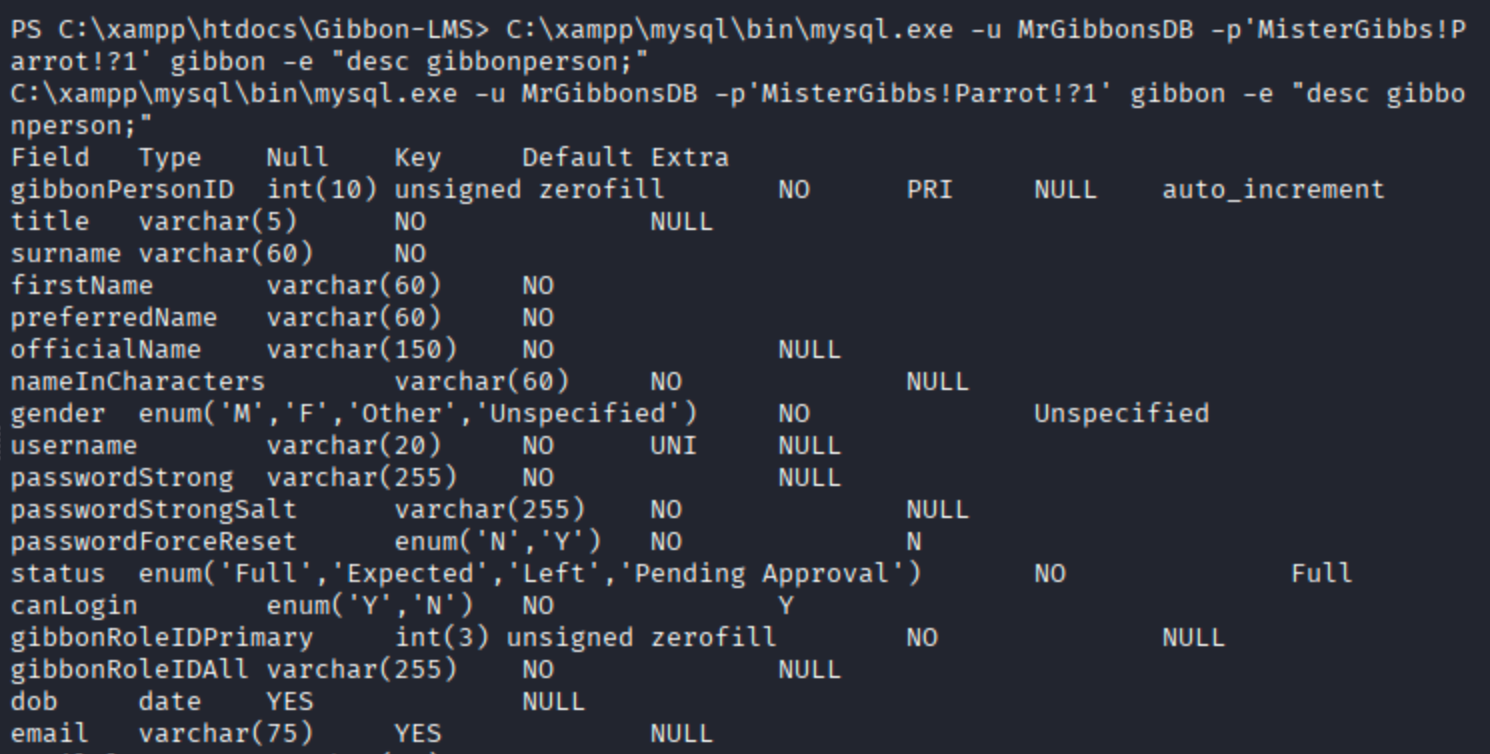 PS C:\xampp\htdocs\Gibbon-LMS> C:\xampp\mysql\bin\mysql.exe -u MrGibbonsDB -p'MisterGibbs!P
arrot!?1' gibbon -e "desc gibbonperson;"
C:\xampp\mysql\bin\mysql.exe -u MrGibbonsDB -p'MisterGibbs!Parrot!?1' gibbon -e "desc gibbo
nperson;"
Field   Type    Null    Key     Default Extra
gibbonPersonID  int(10) unsigned zerofill       NO      PRI     NULL    auto_increment
title   varchar(5)      NO              NULL
surname varchar(60)     NO
firstName       varchar(60)     NO
preferredName   varchar(60)     NO
officialName    varchar(150)    NO              NULL
nameInCharacters        varchar(60)     NO              NULL
gender  enum('M','F','Other','Unspecified')     NO              Unspecified
username        varchar(20)     NO      UNI     NULL
passwordStrong  varchar(255)    NO              NULL
passwordStrongSalt      varchar(255)    NO              NULL
passwordForceReset      enum('N','Y')   NO              N
status  enum('Full','Expected','Left','Pending Approval')       NO              Full
canLogin        enum('Y','N')   NO              Y
gibbonRoleIDPrimary     int(3) unsigned zerofill        NO              NULL
gibbonRoleIDAll varchar(255)    NO              NULL
dob     date    YES             NULL
email   varchar(75)     YES             NULL